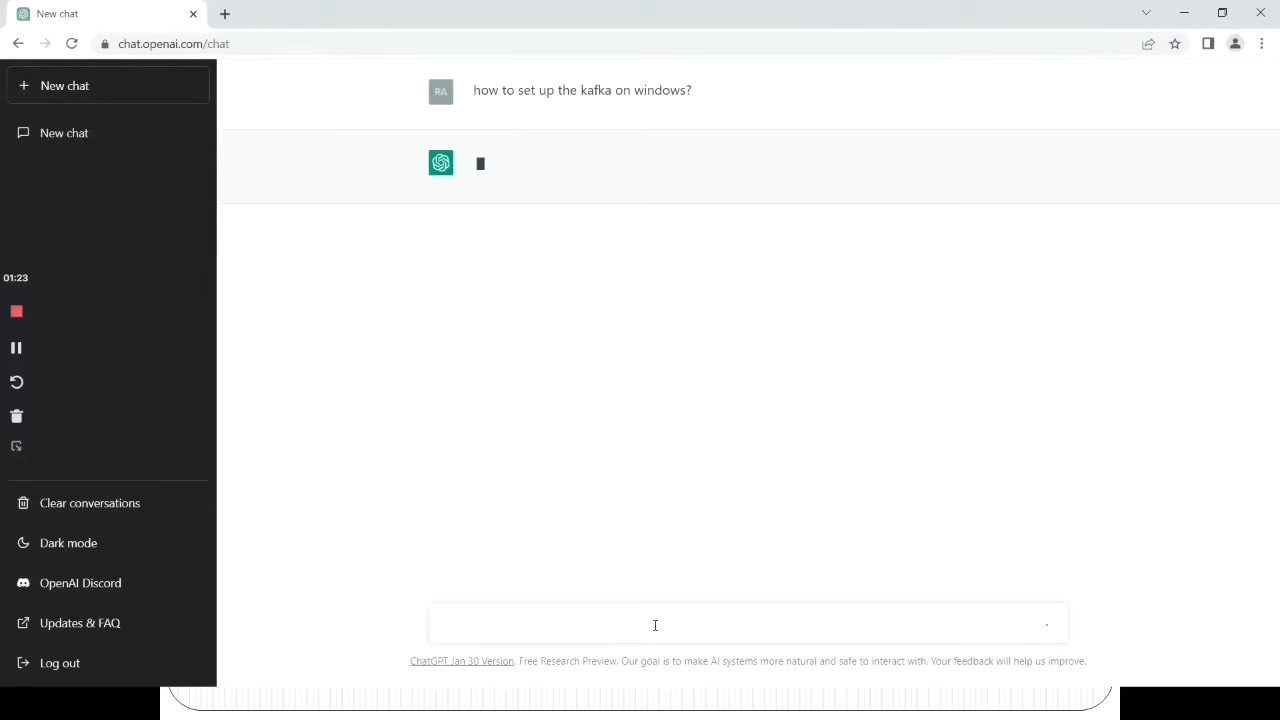 New chat
chat.openai.com/chat
New chat
New chat
01:23
Clear conversations
Dark mode
OpenAI Discord
Updates & FAQ
Log out
RA
how to set up the kafka on windows?
ChatGPT Jan 30 Version. Free Research Preview. Our goal is to make AI systems more natural and safe to interact with. Your feedback will help us improve.